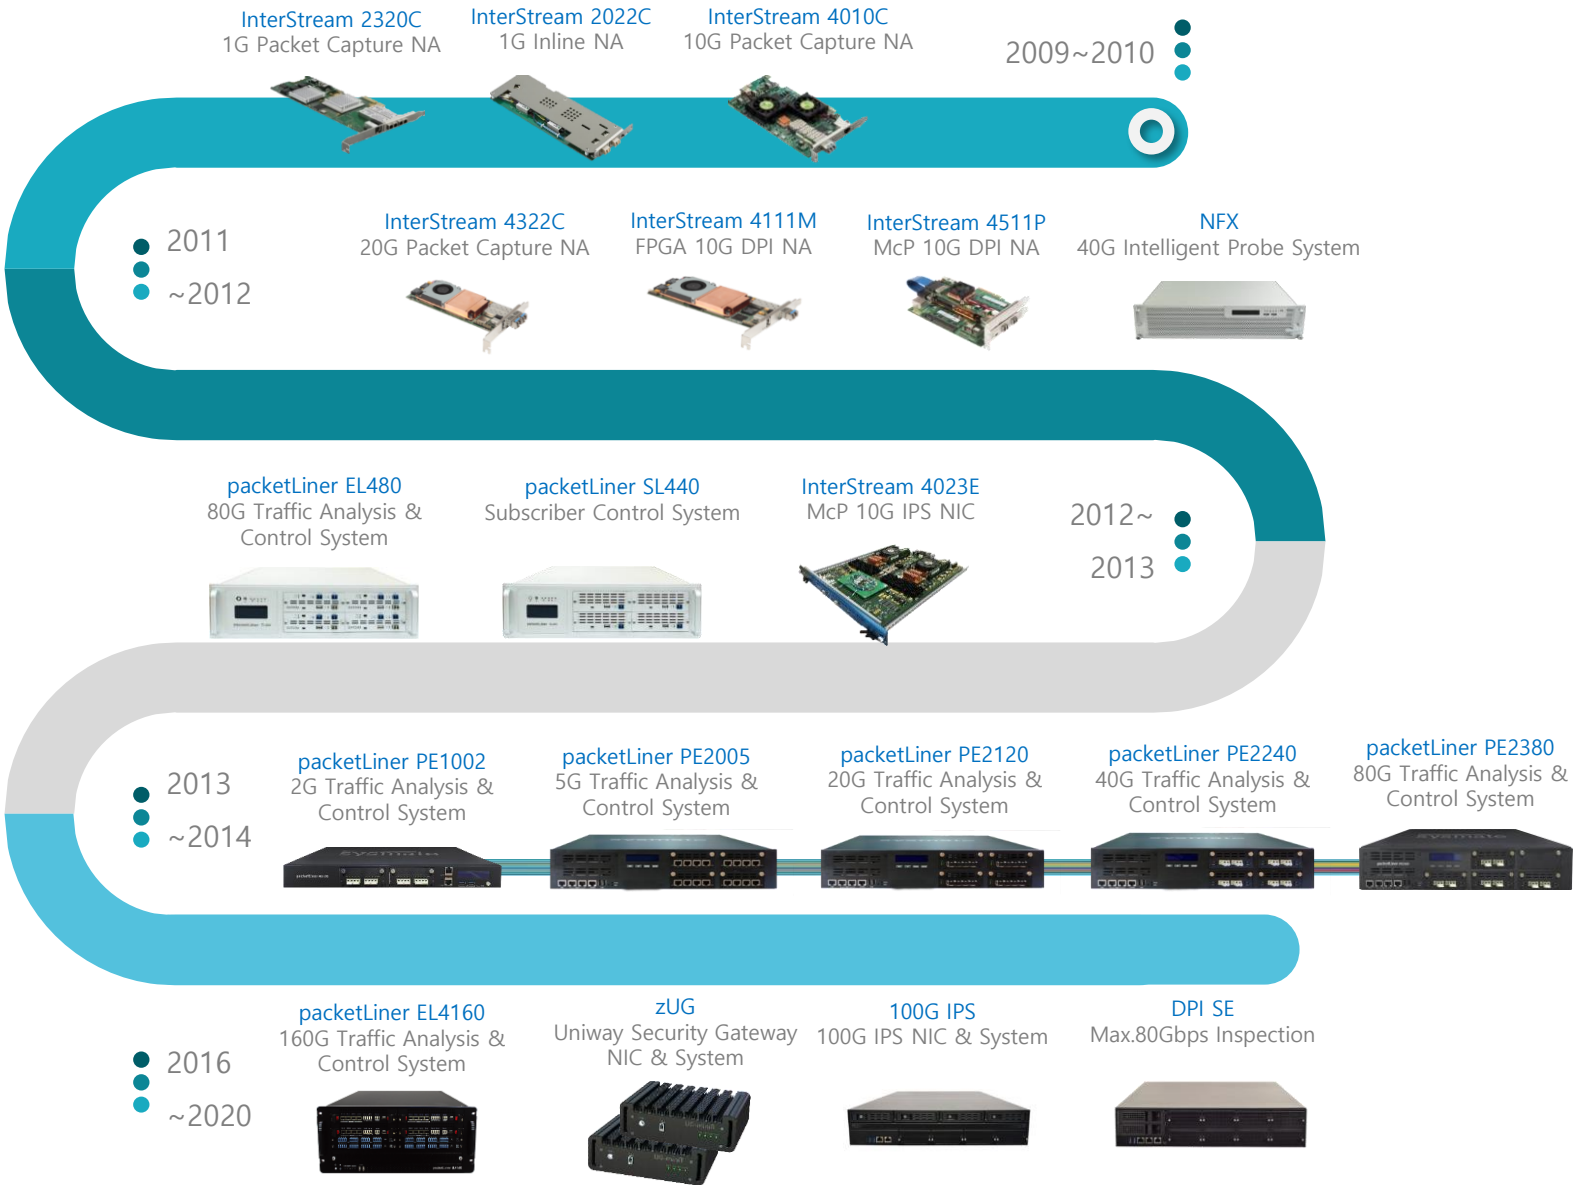 InterStream 2320C
1G Packet Capture NA
InterStream 2022C
1G Inline NA
InterStream 4010C
10G Packet Capture NA
2009~2010
2011
~2012
InterStream 4322C
20G Packet Capture NA
InterStream 4111M
FPGA 10G DPI NA
InterStream 4511P
McP 10G DPI NA
NFX
40G Intelligent Probe System
packetLiner EL480
80G Traffic Analysis &
Control System
packetLiner SL440
Subscriber Control System
InterStream 4023E
McP 10G IPS NIC
2012~
2013
2013
~2014
packetLiner PE1002
2G Traffic Analysis &
Control System
packetLiner PE2005
5G Traffic Analysis &
Control System
packetLiner PE2120
20G Traffic Analysis &
Control System
packetLiner PE2240
40G Traffic Analysis &
Control System
packetLiner PE2380
80G Traffic Analysis &
Control System
2016
~2020
packetLiner EL4160
160G Traffic Analysis &
Control System
zUG
Uniway Security Gateway
NIC & System
100G IPS
100G IPS NIC & System
DPI SE
Max.80Gbps Inspection